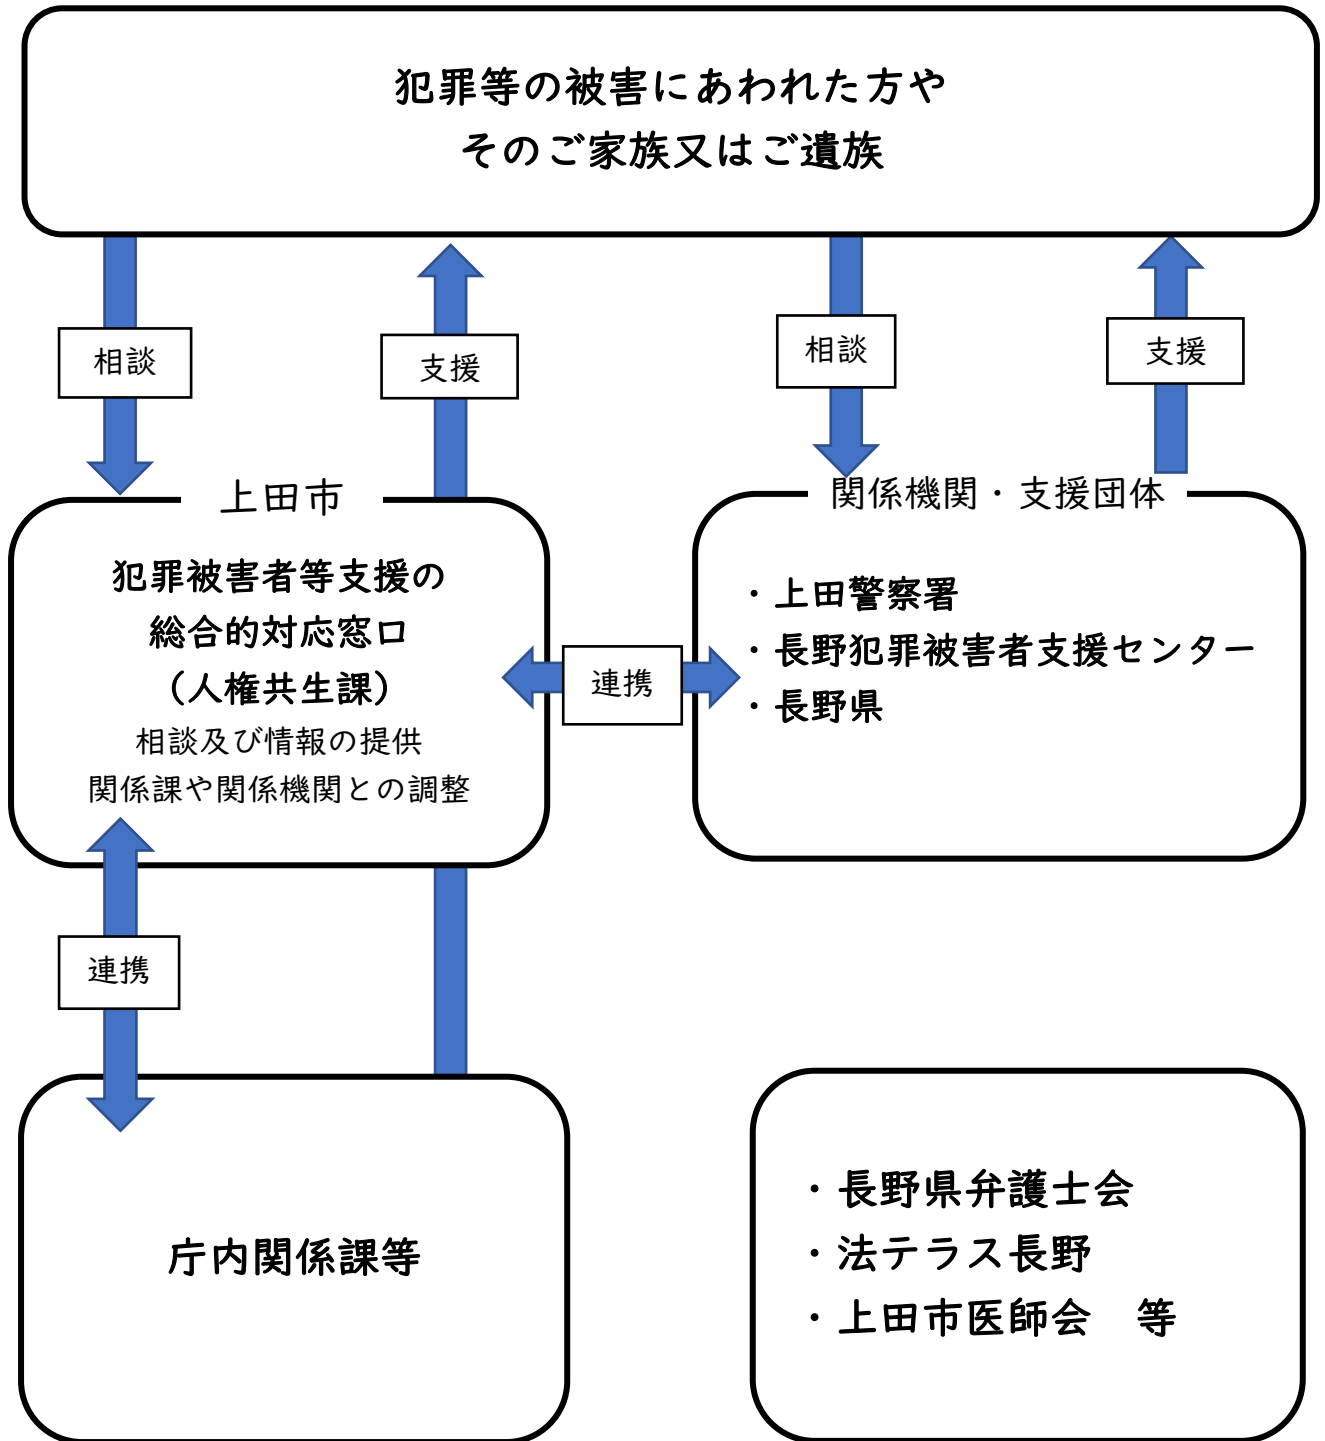 犯罪等の被害にあわれた方や
そのご家族又はご遺族
相談
支援
相談
支援
上田市
犯罪被害者等支援の
総合的対応窓口
（人権共生課）
相談及び情報の提供
関係課や関係機関との調整
連携
関係機関・支援団体
・上田警察署
・長野犯罪被害者支援センター
・長野県
連携
庁内関係課等
・長野県弁護士会
・法テラス長野
・上田市医師会　等